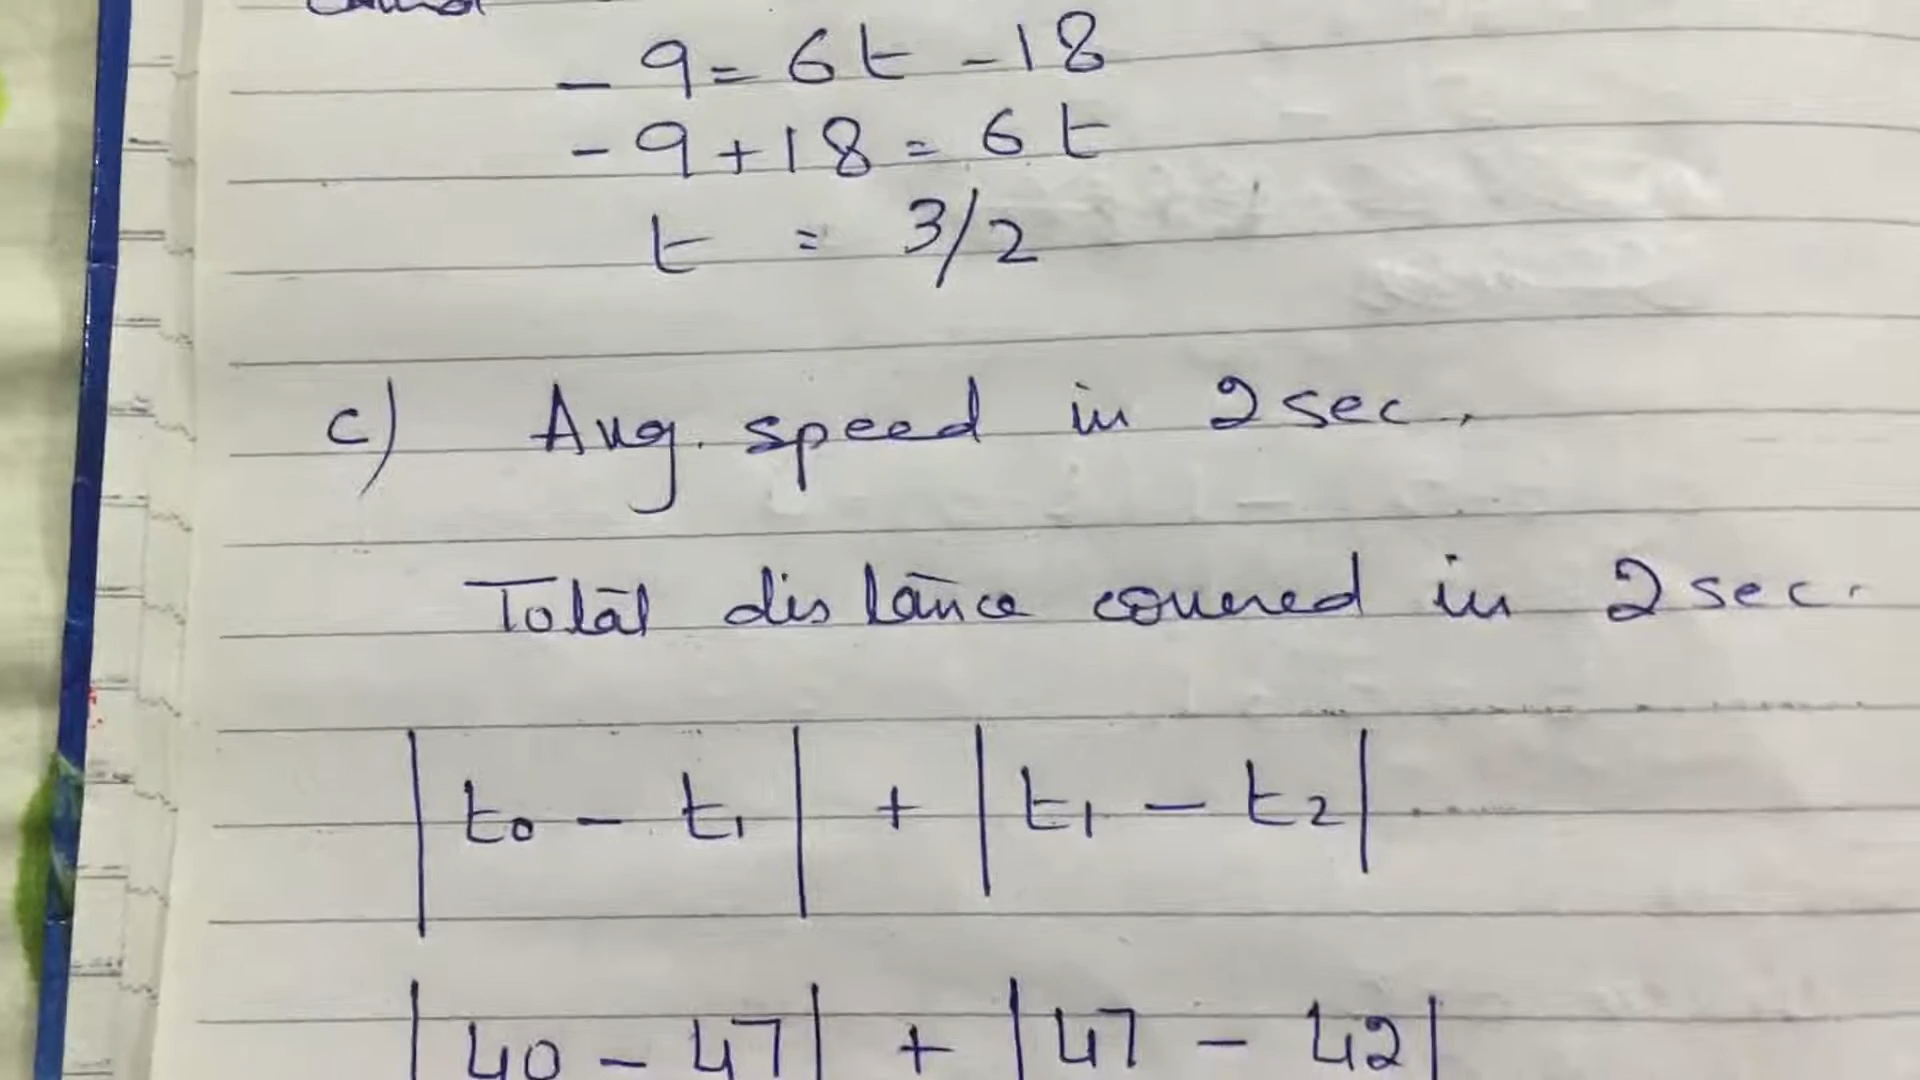 - 9 = 6t - 18
- 9 + 18 = 6t
t = 3/2
c) Avg. speed in 2 sec.
Total distance covered in 2 sec.
|t₀ - t₁| + |t₁ - t₂|
|40 - 47| + |47 - 42|